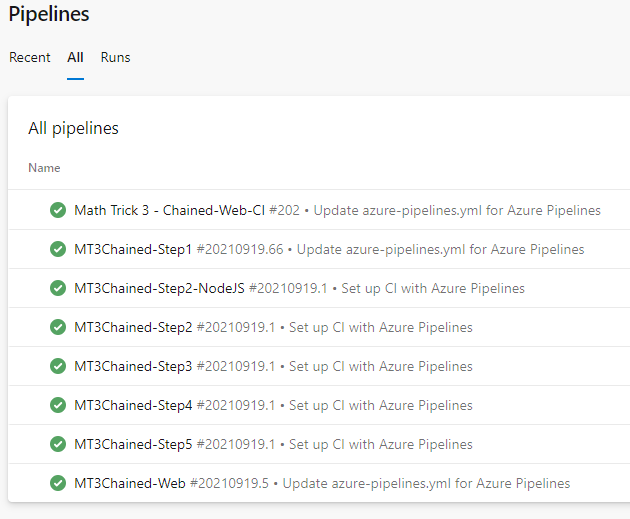 Pipelines
Recent All Runs
All pipelines
Name
Math Trick 3 - Chained-Web-CI #202 • Update azure-pipelines.yml for Azure Pipelines
MT3Chained-Step1 #20210919.66 • Update azure-pipelines.yml for Azure Pipelines
MT3Chained-Step2-NodeJS #20210919.1 • Set up CI with Azure Pipelines
MT3Chained-Step2 #20210919.1 • Set up CI with Azure Pipelines
MT3Chained-Step3 #20210919.1 • Set up CI with Azure Pipelines
MT3Chained-Step4 #20210919.1 • Set up CI with Azure Pipelines
MT3Chained-Step5 #20210919.1 • Set up CI with Azure Pipelines
MT3Chained-Web #20210919.5 • Update azure-pipelines.yml for Azure Pipelines